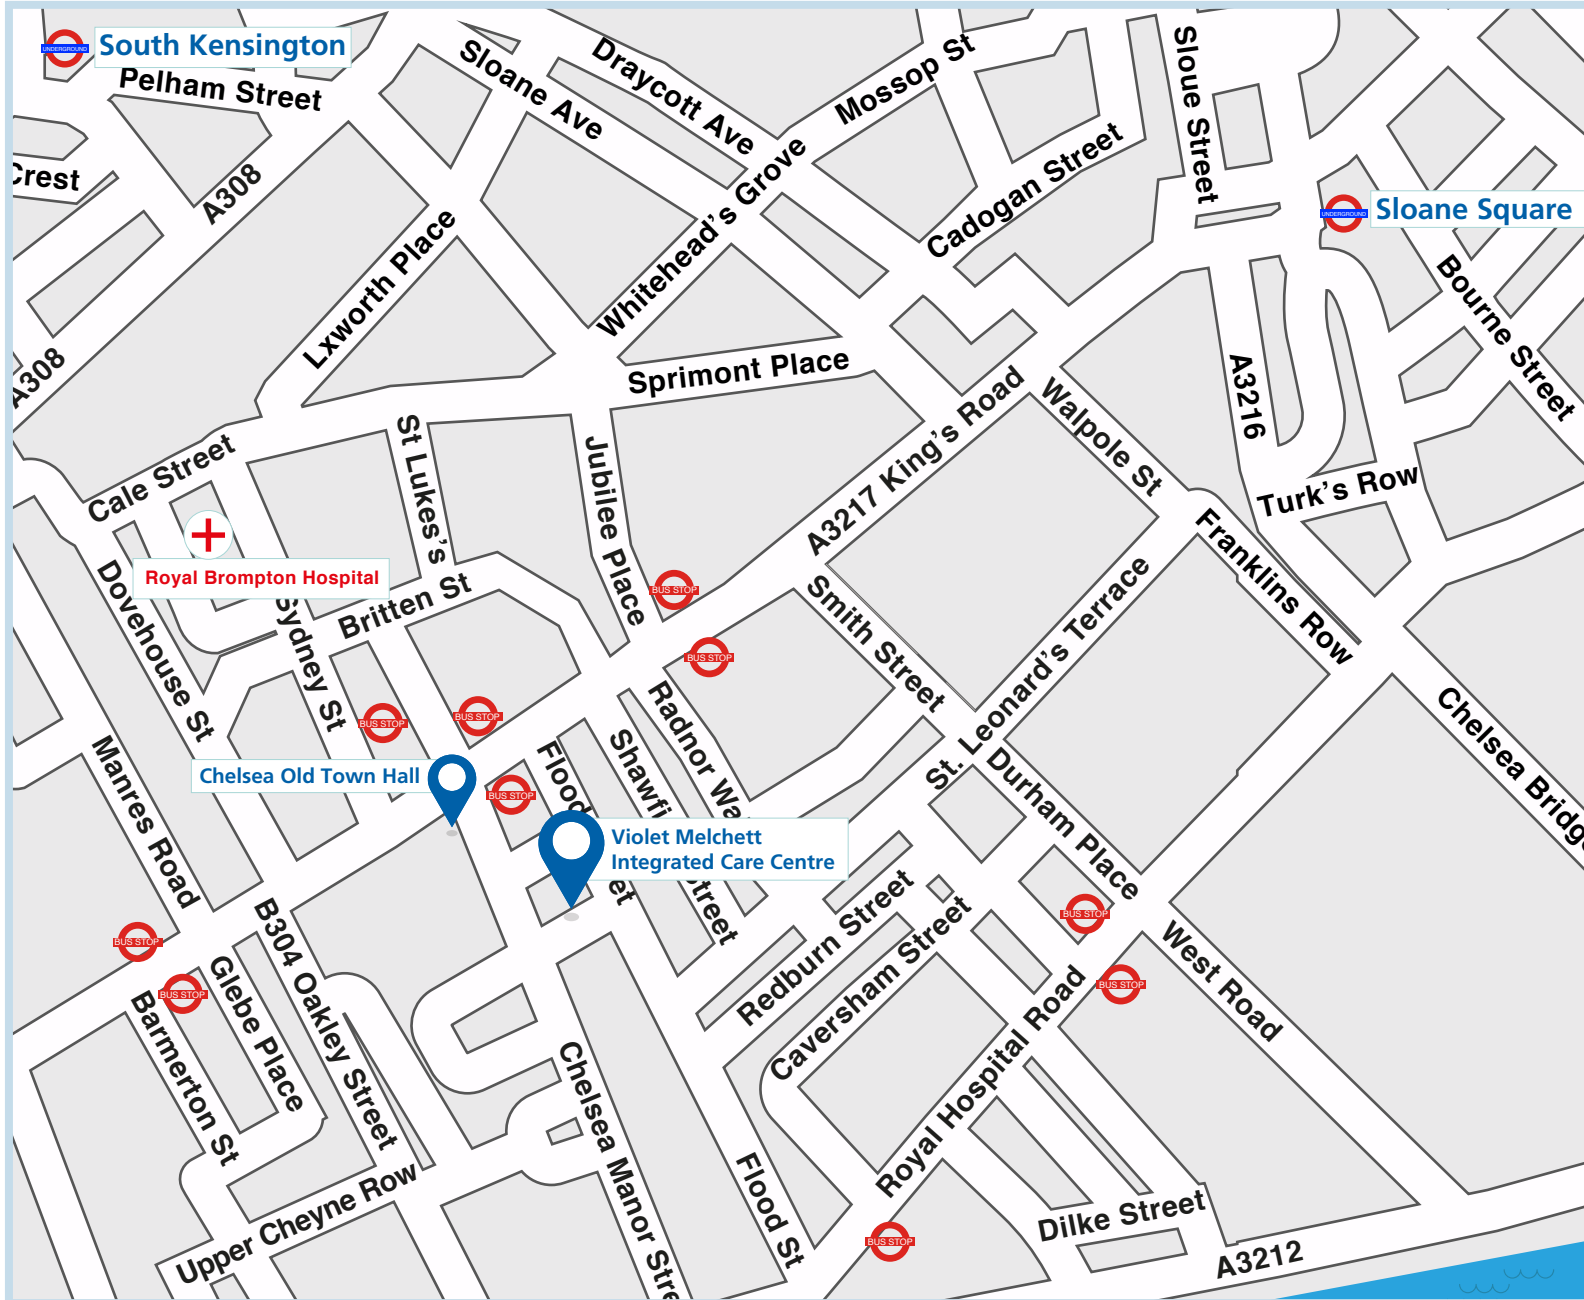 UNDERGROUND
South Kensington
Pelham Street
Sloane Ave
Draycott Ave
Mossop St
Sloue Street
Crest
A308
Whitehead's Grove
Cadogan Street
UNDERGROUND
Sloane Square
Lxworth Place
Bourne Street
A308
Sprimont Place
A3216
Walpole St
A3217 King's Road
Cale Street
St Lukes's
Jubilee Place
Turk's Row
Royal Brompton Hospital
Dovehouse St
Sydney St
Britten St
BUS STOP
BUS STOP
Smith Street
St. Leonard's Terrace
Franklins Row
Chelsea Bridge
BUS STOP
BUS STOP
Radnor Wa
Shawfi
treet
Manres Road
Chelsea Old Town Hall
BUS STOP
Flood
eet
Violet Melchett
Integrated Care Centre
Durham Place
BUS STOP
BUS STOP
BUS STOP
BUS STOP
B304 Oakley Street
Glebe Place
Barmerton St
Redburn Street
Caversham Street
West Road
Royal Hospital Road
Chelsea Manor Stre
Flood St
Upper Cheyne Row
BUS STOP
Dilke Street
A3212